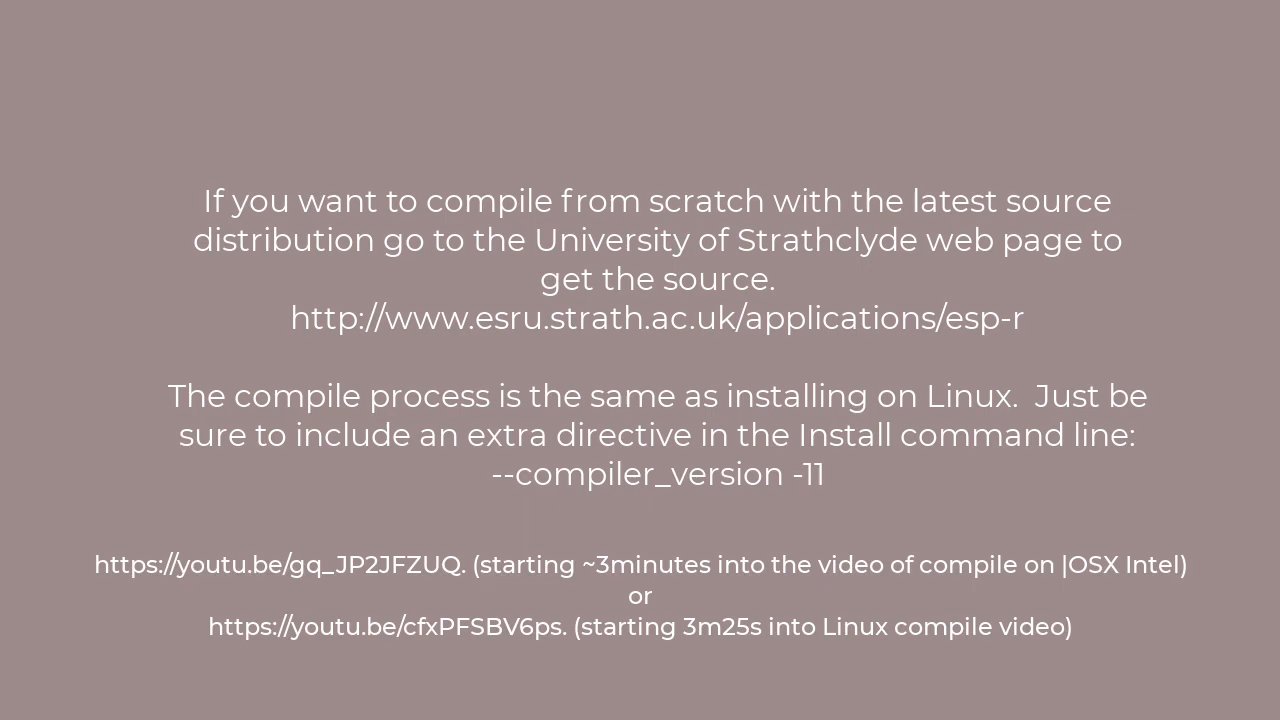 If you want to compile from scratch with the latest source
distribution go to the University of Strathclyde web page to
get the source.
http://www.esru.strath.ac.uk/applications/esp-r
The compile process is the same as installing on Linux.  Just be
sure to include an extra directive in the Install command line:
--compiler_version -11
https://youtu.be/gq_JP2JFZUQ. (starting ~3minutes into the video of compile on |OSX Intel)
or
https://youtu.be/cfxPFSBV6ps. (starting 3m25s into Linux compile video)